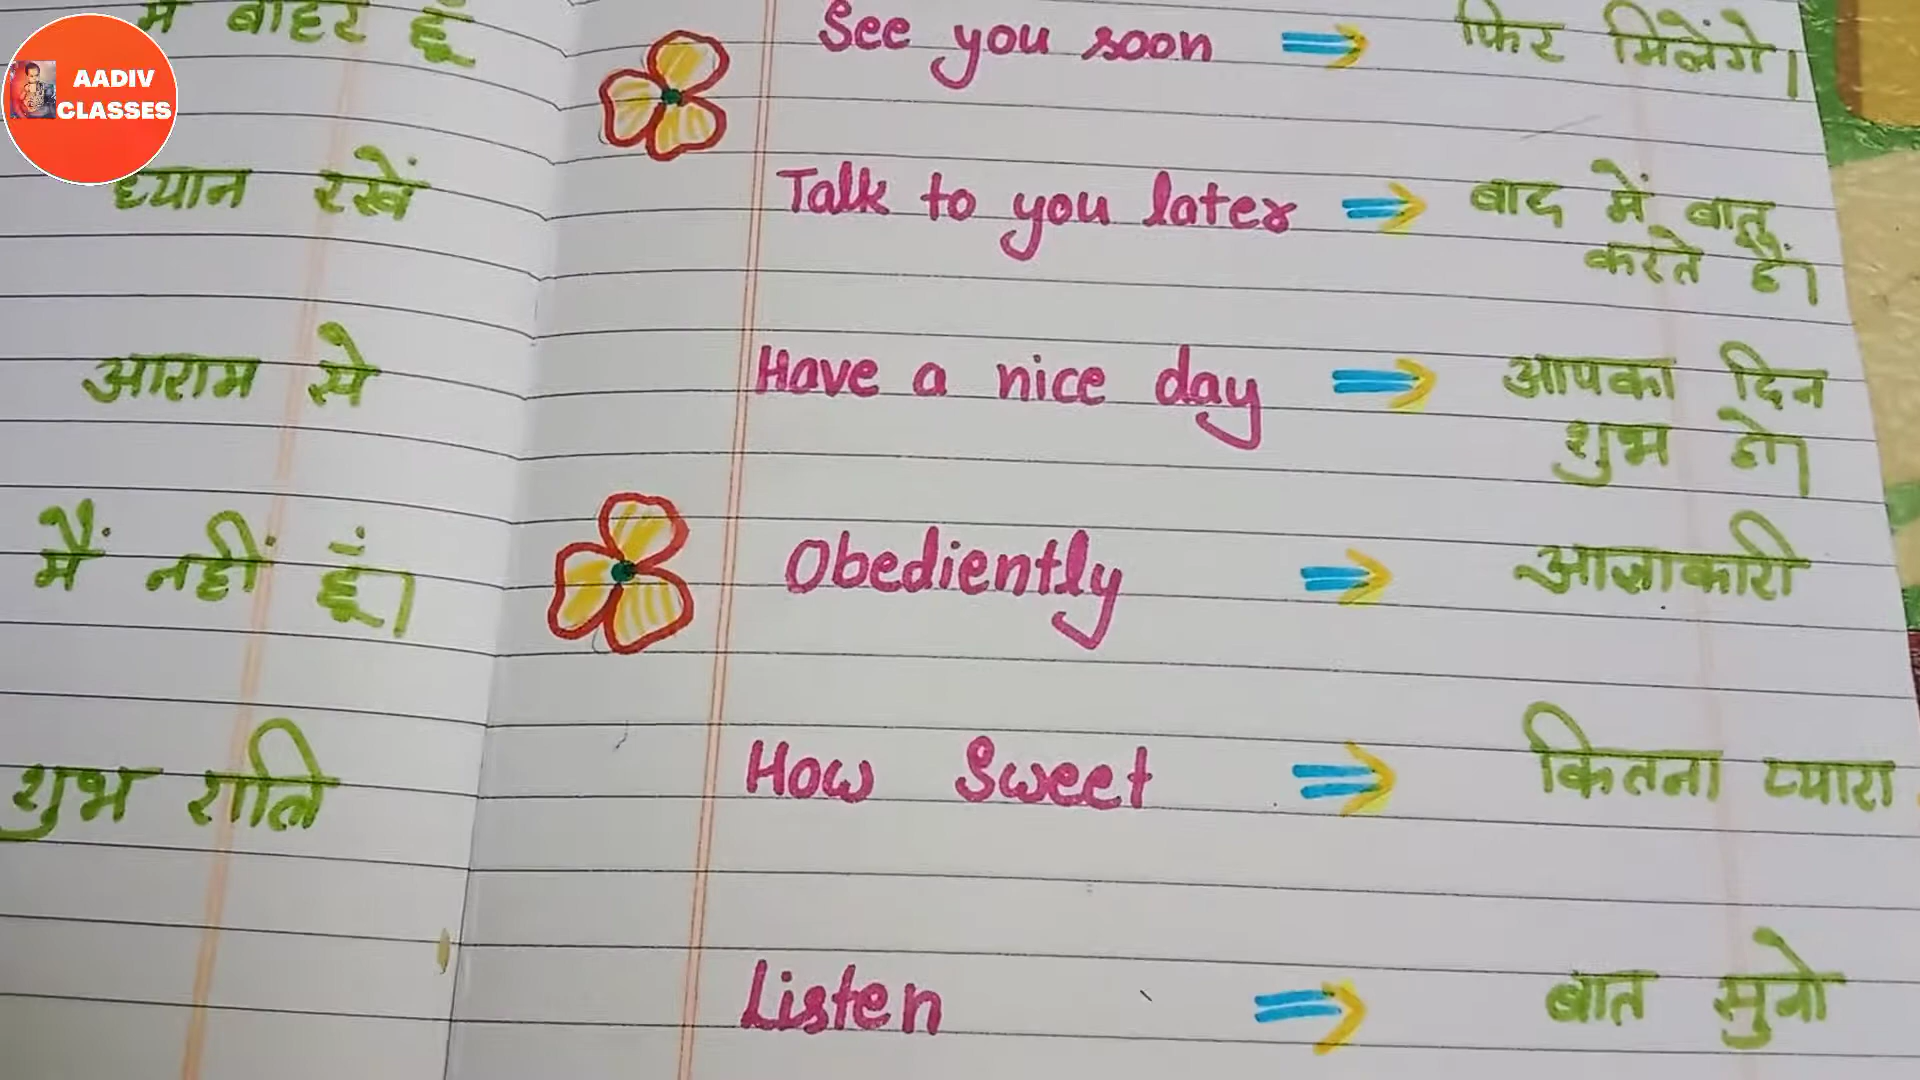 AADIV
CLASSES
मैं बाहर हूँ
ध्यान रखें
आराम से
मैं नहीं हूं।
शुभ रात्रि
See you soon ⇒ फिर मिलेंगे।
Talk to you later ⇒ बाद में बात
करते हैं।
Have a nice day ⇒ आपका दिन
शुभ हो।
Obediently ⇒ आज्ञाकारी
How Sweet ⇒ कितना प्यारा
Listen ⇒ बात सुनो